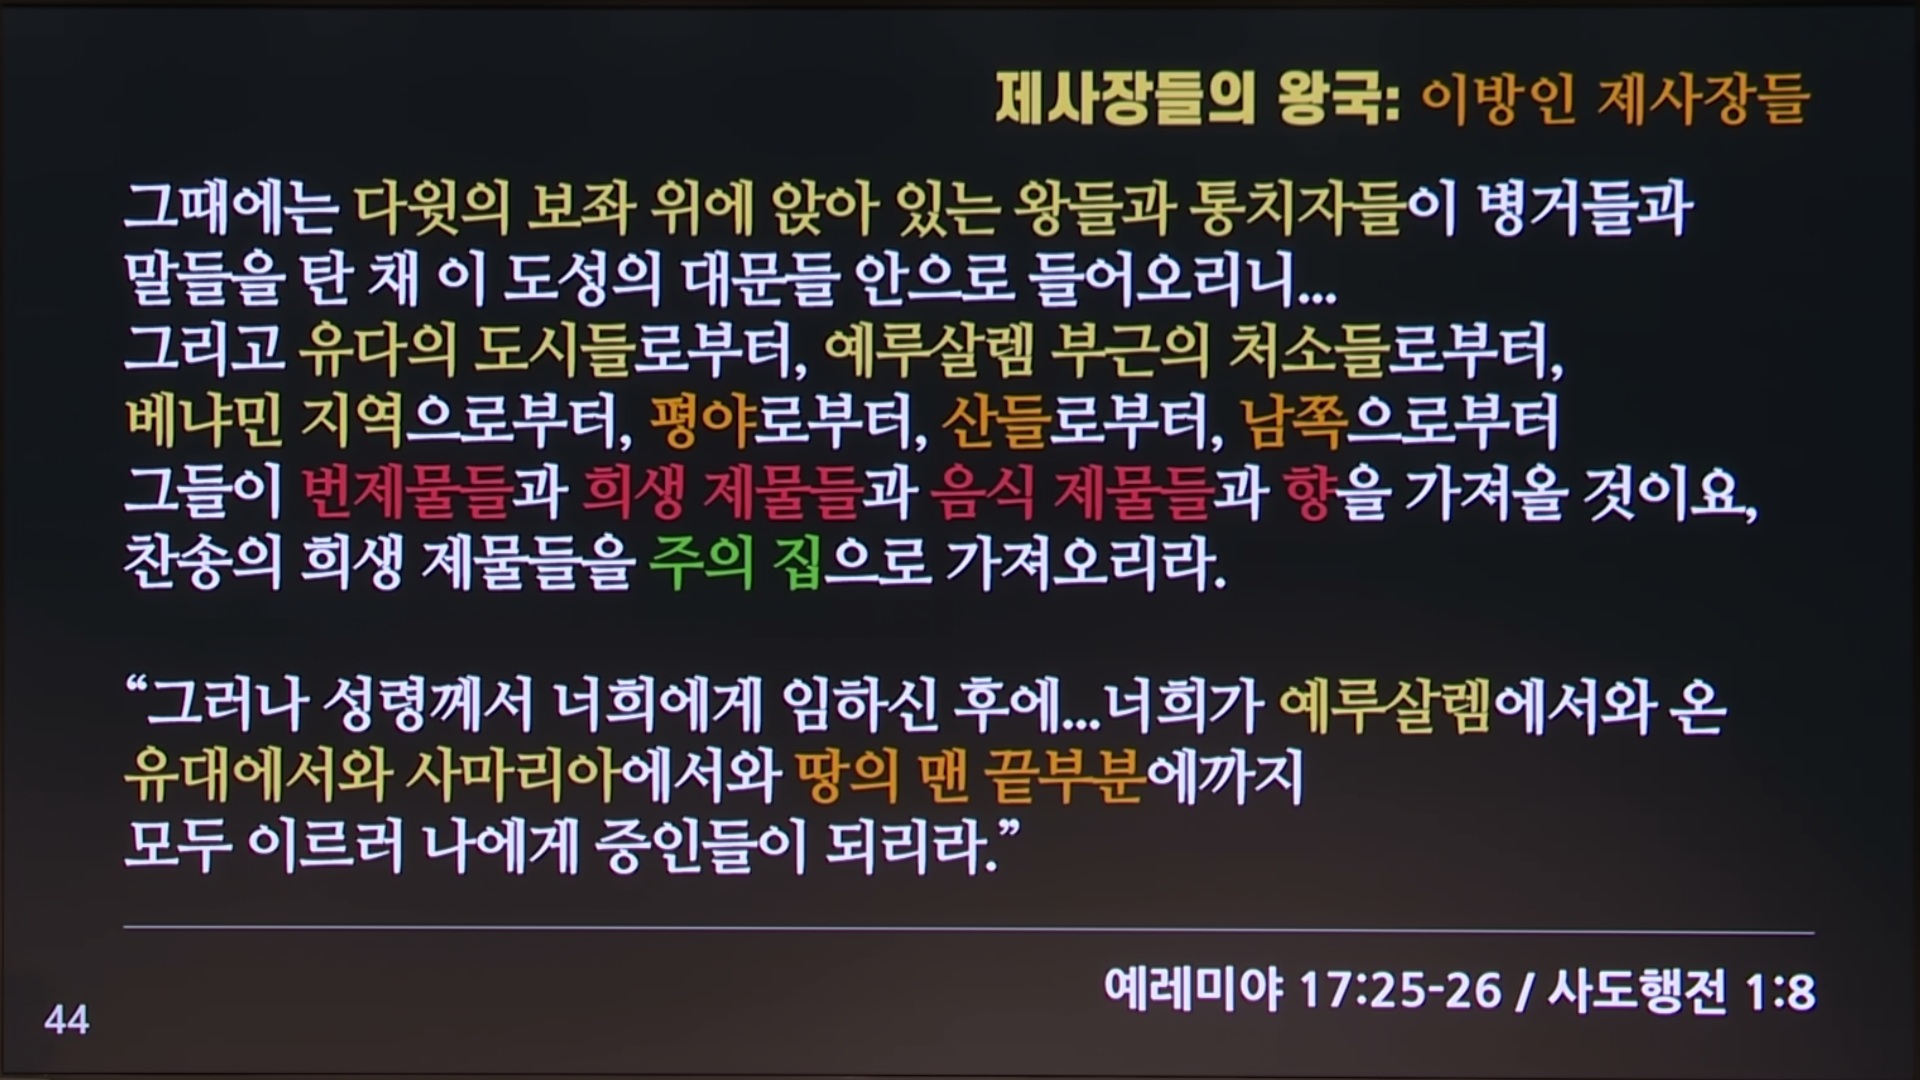 제사장들의 왕국: 이방인 제사장들
그때에는 다윗의 보좌 위에 앉아 있는 왕들과 통치자들이 병거들과
말들을 탄 채 이 도성의 대문들 안으로 들어오리니...
그리고 유다의 도시들로부터, 예루살렘 부근의 처소들로부터,
베냐민 지역으로부터, 평야로부터, 산들로부터, 남쪽으로부터
그들이 번제물들과 희생 제물들과 음식 제물들과 향을 가져올 것이요,
찬송의 희생 제물들을 주의 집으로 가져오리라.
“그러나 성령께서 너희에게 임하신 후에...너희가 예루살렘에서와 온
유대에서와 사마리아에서와 땅의 맨 끝부분에까지
모두 이르러 나에게 증인들이 되리라.”
예레미야 17:25-26 / 사도행전 1:8
44